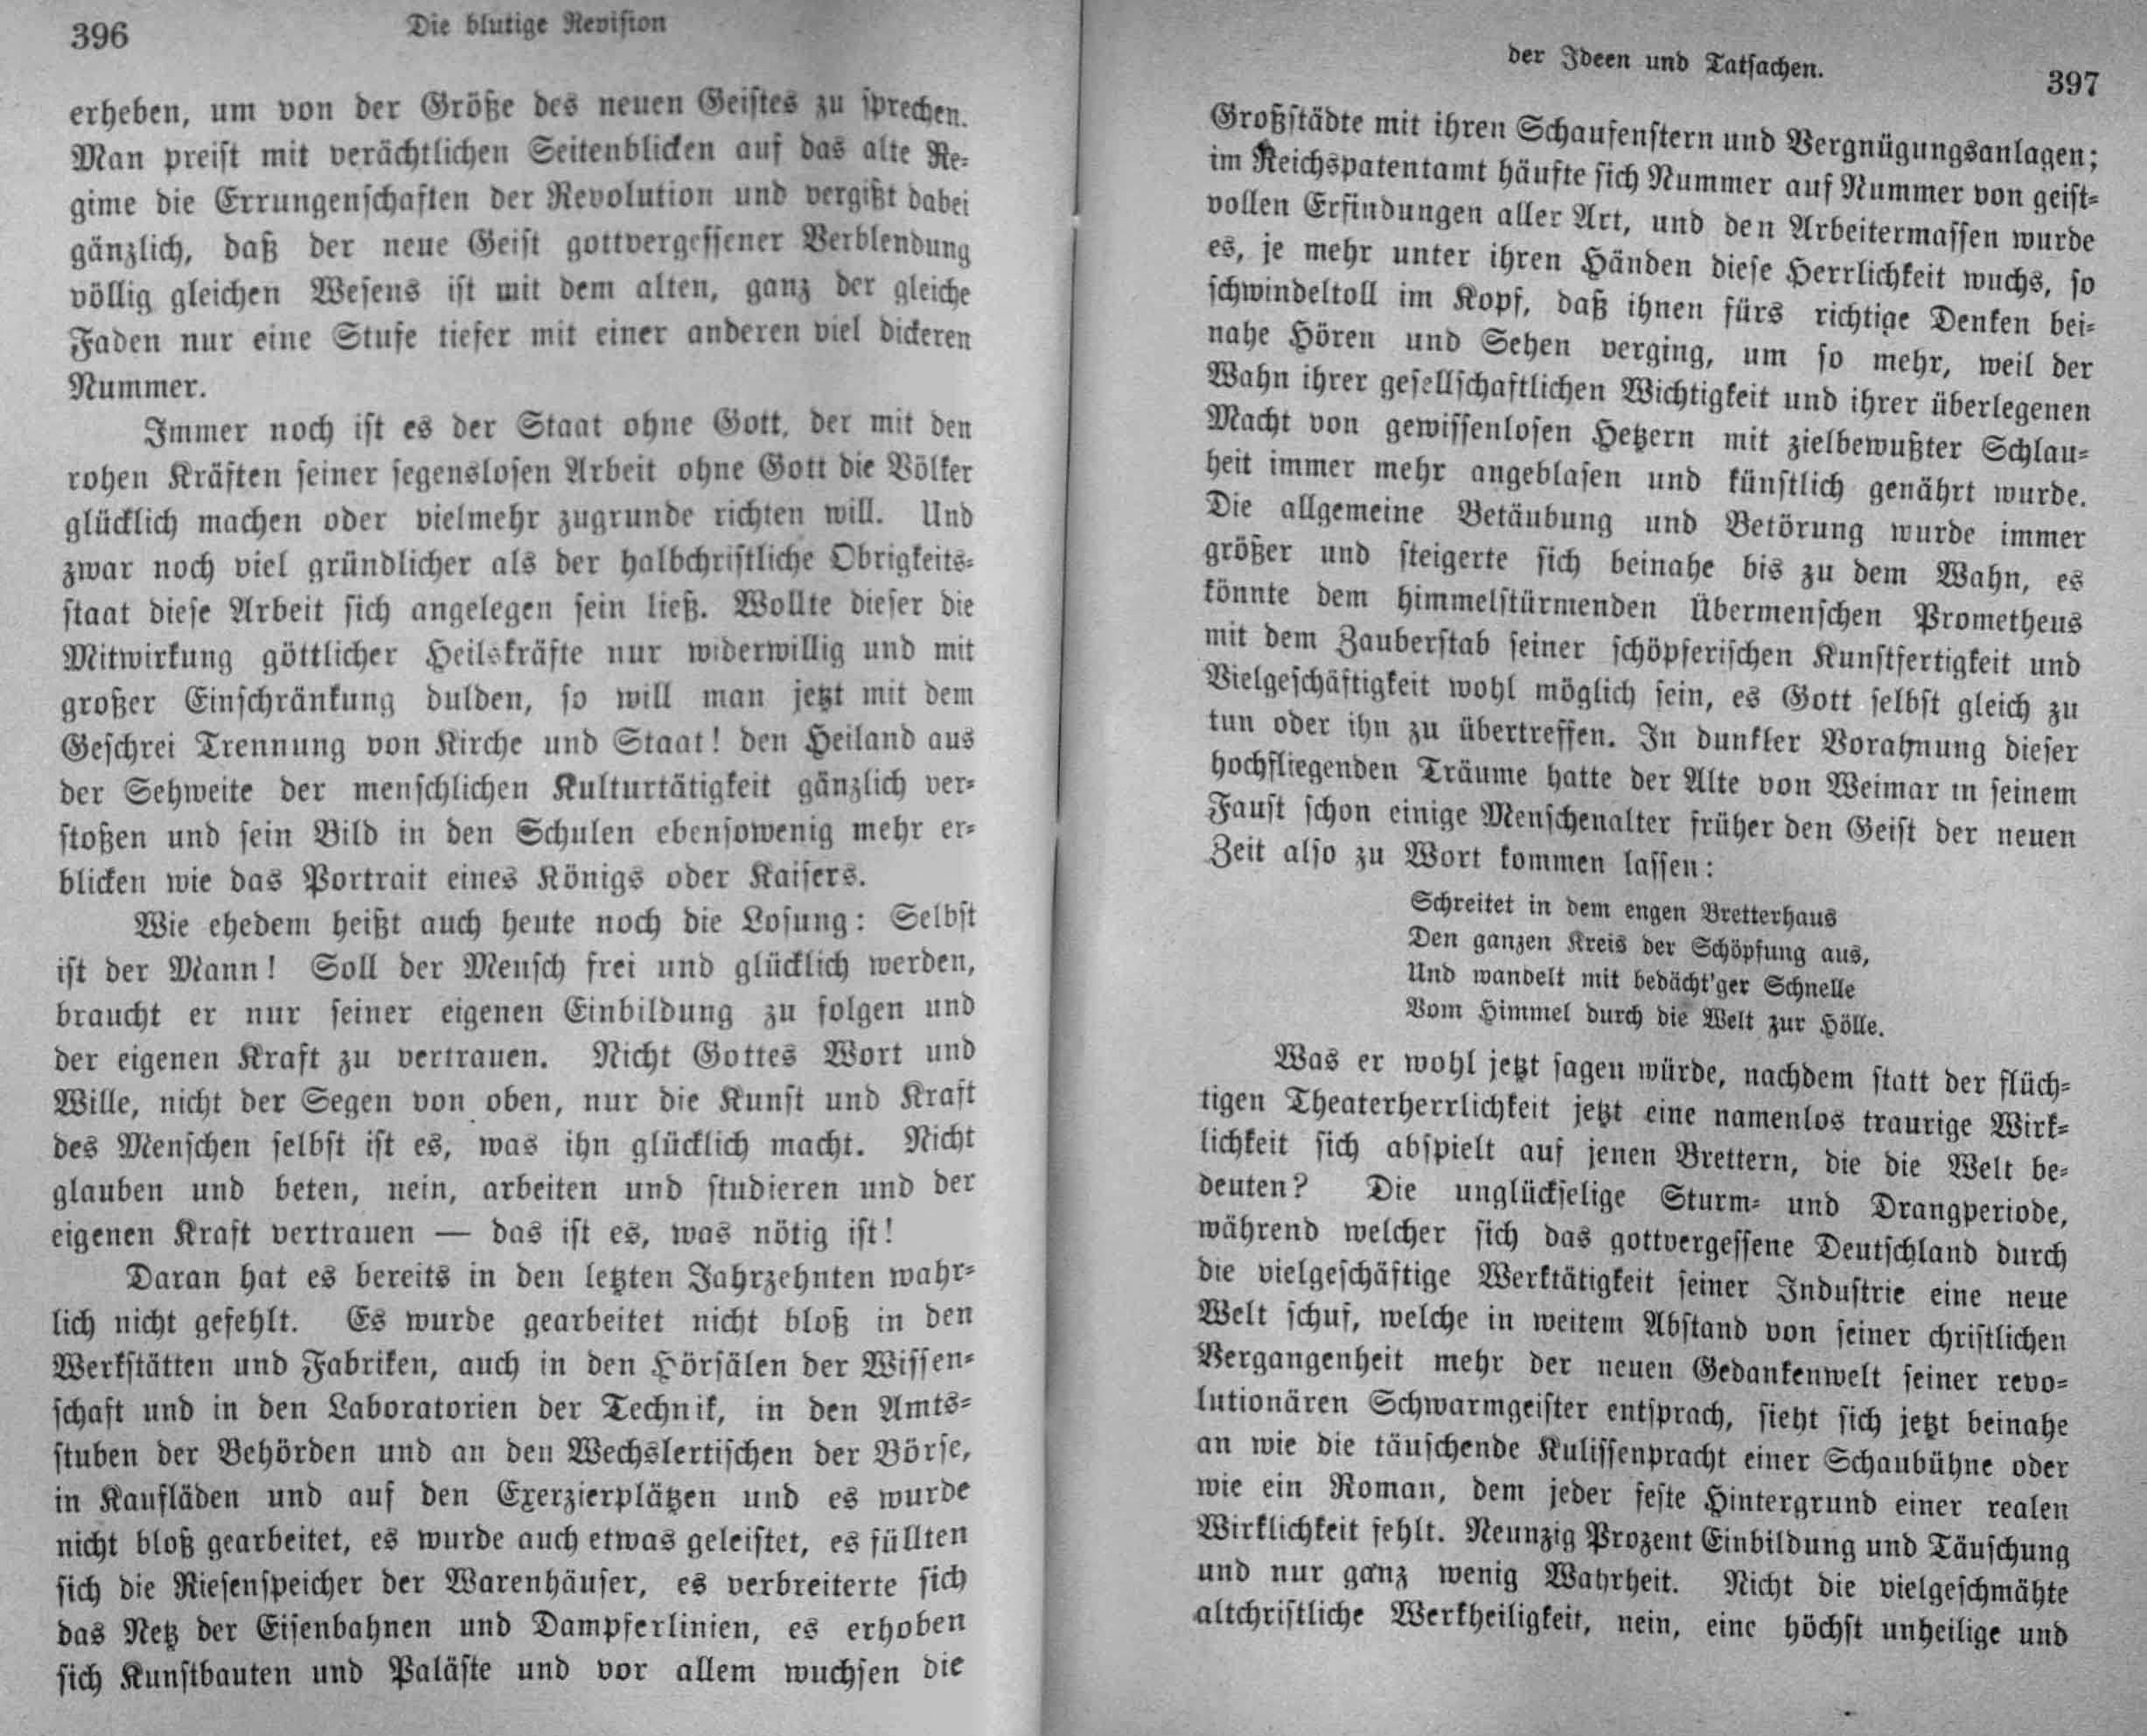 396
Die blutige Revision
erheben, um von der Größe des neuen Geistes zu sprechen.
Man preist mit verächtlichen Seitenblicken auf das alte Re-
gime die Errungenschaften der Revolution und vergißt dabei
gänzlich, daß der neue Geist gottvergessener Verblendung
völlig gleichen Wesens ist mit dem alten, ganz der gleiche
Faden nur eine Stufe tiefer mit einer anderen viel dickeren
Nummer.
Immer noch ist es der Staat ohne Gott, der mit den
rohen Kräften seiner segenslosen Arbeit ohne Gott die Völker
glücklich machen oder vielmehr zugrunde richten will. Und
zwar noch viel gründlicher als der halbchristliche Obrigkeits-
staat diese Arbeit sich angelegen sein ließ. Wollte dieser die
Mitwirkung göttlicher Heilskräfte nur widerwillig und mit
großer Einschränkung dulden, so will man jetzt mit dem
Geschrei Trennung von Kirche und Staat! den Heiland aus
der Sehweite der menschlichen Kulturtätigkeit gänzlich ver-
stoßen und sein Bild in den Schulen ebensowenig mehr er-
blicken wie das Portrait eines Königs oder Kaisers.
Wie ehedem heißt auch heute noch die Losung: Selbst
ist der Mann! Soll der Mensch frei und glücklich werden,
braucht er nur seiner eigenen Einbildung zu folgen und
der eigenen Kraft zu vertrauen. Nicht Gottes Wort und
Wille, nicht der Segen von oben, nur die Kunst und Kraft
des Menschen selbst ist es, was ihn glücklich macht. Nicht
glauben und beten, nein, arbeiten und studieren und der
eigenen Kraft vertrauen — das ist es, was nötig ist!
Daran hat es bereits in den letzten Jahrzehnten wahr-
lich nicht gefehlt. Es wurde gearbeitet nicht bloß in den
Werkstätten und Fabriken, auch in den Hörsälen der Wissen-
schaft und in den Laboratorien der Technik, in den Amts-
stuben der Behörden und an den Wechslertischen der Börse,
in Kaufläden und auf den Exerzierplätzen und es wurde
nicht bloß gearbeitet, es wurde auch etwas geleistet, es füllten
sich die Riesenspeicher der Warenhäuser, es verbreiterte sich
das Netz der Eisenbahnen und Dampferlinien, es erhoben
sich Kunstbauten und Paläste und vor allem wuchsen die
der Ideen und Tatsachen.
397
Großstädte mit ihren Schaufenstern und Vergnügungsanlagen;
im Reichspatentamt häufte sich Nummer auf Nummer von geist-
vollen Erfindungen aller Art, und den Arbeitermassen wurde
es, je mehr unter ihren Händen diese Herrlichkeit wuchs, so
schwindeltoll im Kopf, daß ihnen fürs richtige Denken bei-
nahe Hören und Sehen verging, um so mehr, weil der
Wahn ihrer gesellschaftlichen Wichtigkeit und ihrer überlegenen
Macht von gewissenlosen Hetzern mit zielbewußter Schlau-
heit immer mehr angeblasen und künstlich genährt wurde.
Die allgemeine Betäubung und Betörung wurde immer
größer und steigerte sich beinahe bis zu dem Wahn, es
könnte dem himmelstürmenden Übermenschen Prometheus
mit dem Zauberstab seiner schöpferischen Kunstfertigkeit und
Vielgeschäftigkeit wohl möglich sein, es Gott selbst gleich zu
tun oder ihn zu übertreffen. In dunkler Vorahnung dieser
hochfliegenden Träume hatte der Alte von Weimar in seinem
Faust schon einige Menschenalter früher den Geist der neuen
Zeit also zu Wort kommen lassen:
Schreitet in dem engen Bretterhaus
Den ganzen Kreis der Schöpfung aus,
Und wandelt mit bedächt'ger Schnelle
Vom Himmel durch die Welt zur Hölle.
Was er wohl jetzt sagen würde, nachdem statt der flüch-
tigen Theaterherrlichkeit jetzt eine namenlos traurige Wirk-
lichkeit sich abspielt auf jenen Brettern, die die Welt be-
deuten? Die unglückselige Sturm- und Drangperiode,
während welcher sich das gottvergessene Deutschland durch
die vielgeschäftige Werktätigkeit seiner Industrie eine neue
Welt schuf, welche in weitem Abstand von seiner christlichen
Vergangenheit mehr der neuen Gedankenwelt seiner revo-
lutionären Schwarmgeister entsprach, sieht sich jetzt beinahe
an wie die täuschende Kulissenpracht einer Schaubühne oder
wie ein Roman, dem jeder feste Hintergrund einer realen
Wirklichkeit fehlt. Neunzig Prozent Einbildung und Täuschung
und nur ganz wenig Wahrheit. Nicht die vielgeschmähte
altchristliche Werkheiligkeit, nein, eine höchst unheilige und